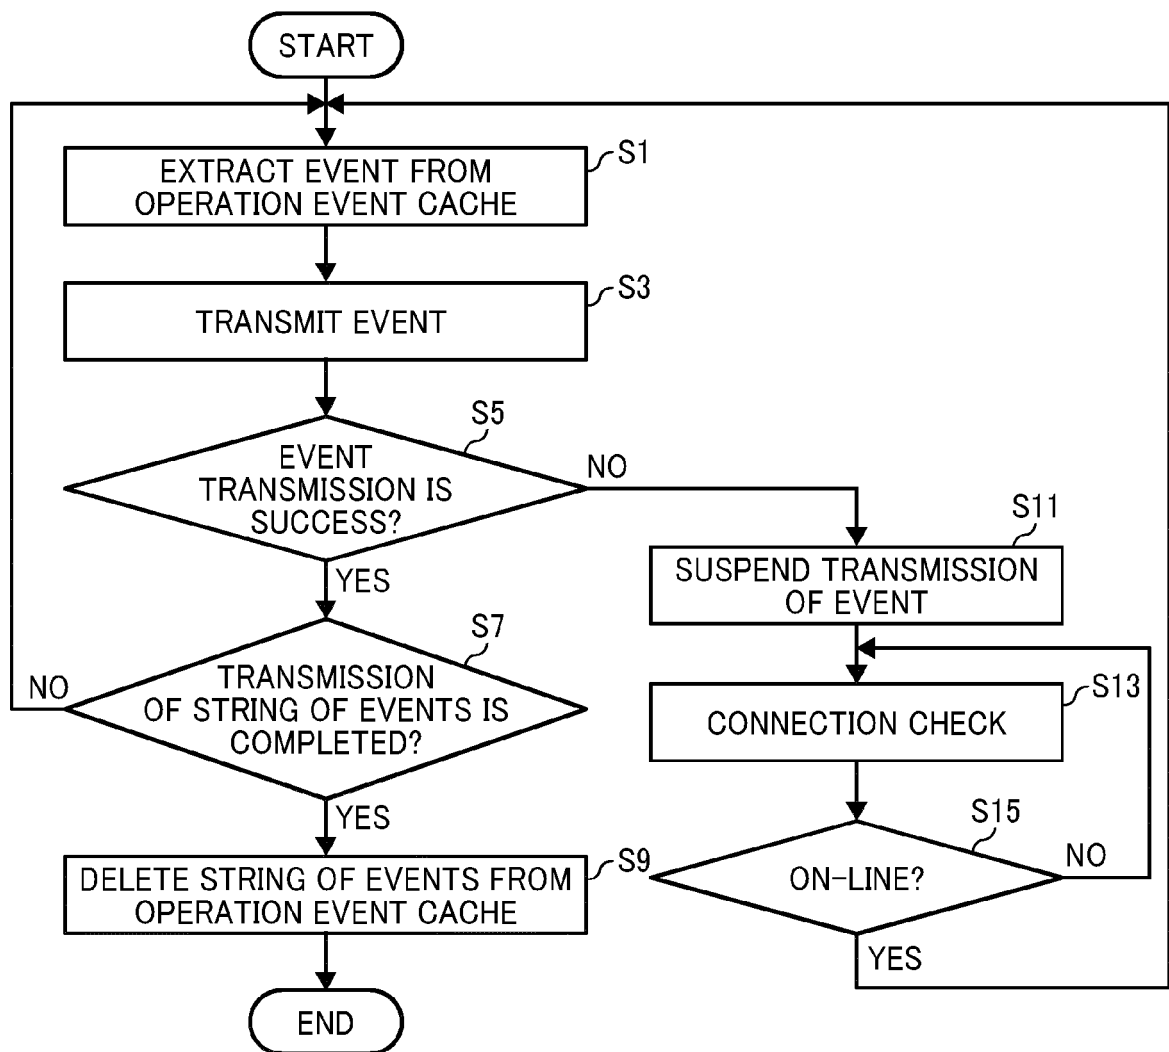 START
S1
EXTRACT EVENT FROM
OPERATION EVENT CACHE
S3
TRANSMIT EVENT
S5
EVENT
TRANSMISSION IS
SUCCESS?
NO
YES
S7
TRANSMISSION
OF STRING OF EVENTS IS
COMPLETED?
NO
YES
S9
DELETE STRING OF EVENTS FROM
OPERATION EVENT CACHE
END
S11
SUSPEND TRANSMISSION
OF EVENT
S13
CONNECTION CHECK
S15
ON-LINE?
NO
YES